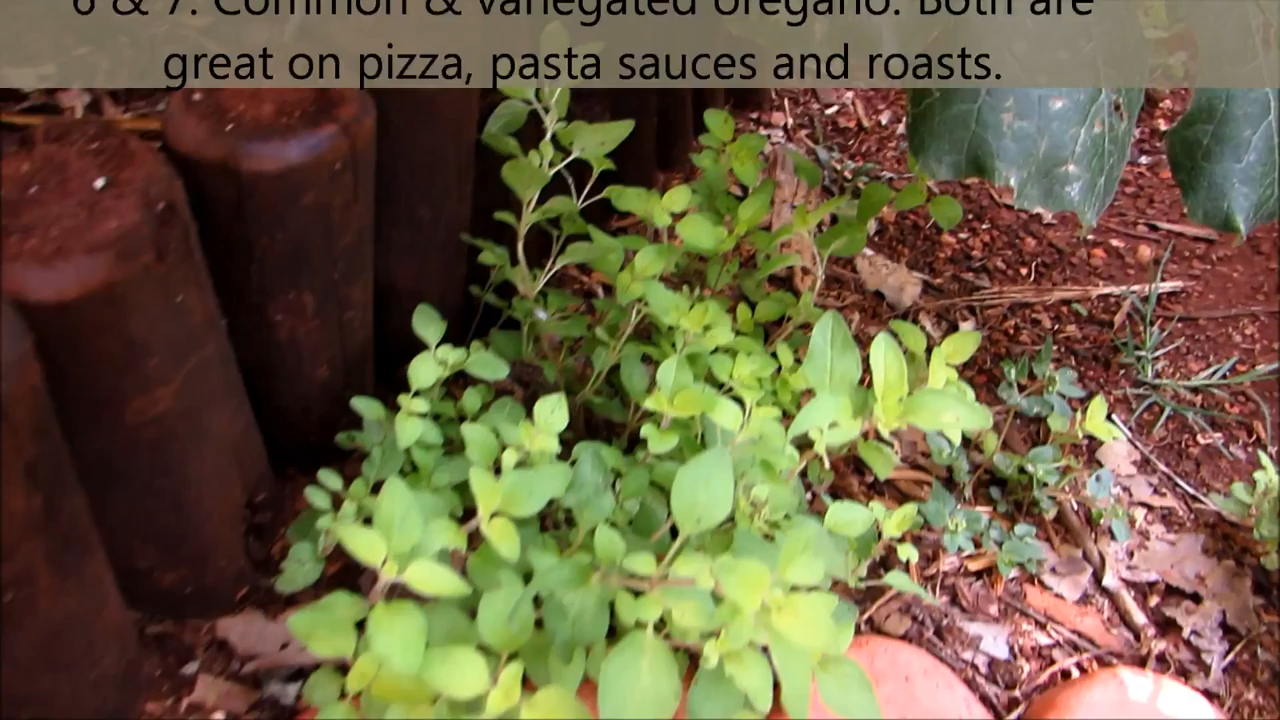 6 & 7. Common & variegated oregano. Both are
great on pizza, pasta sauces and roasts.